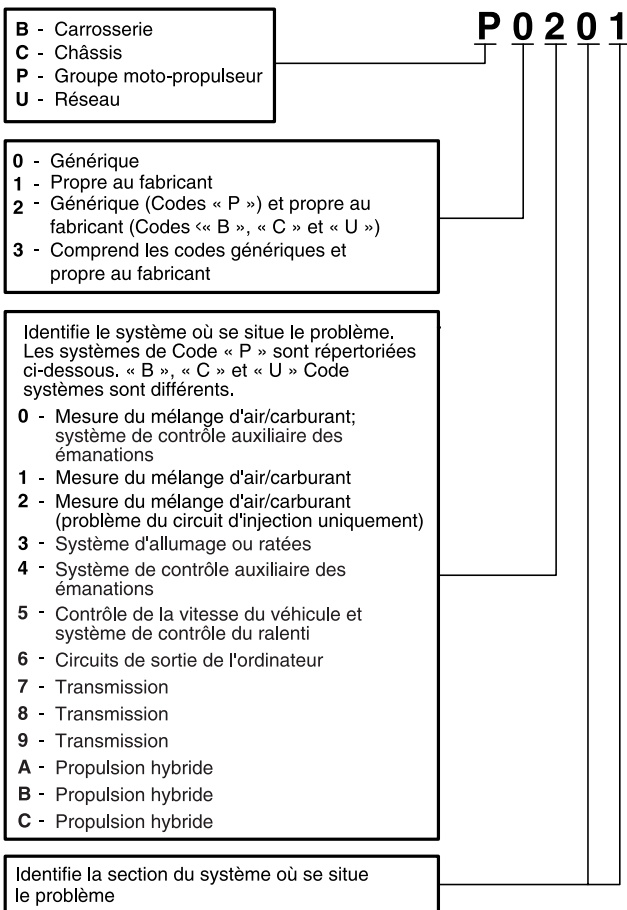 P 0 2 0 1
B - Carrosserie
C - Châssis
P - Groupe moto-propulseur
U - Réseau
0 - Générique
1 - Propre au fabricant
2 - Générique (Codes « P ») et propre au
fabricant (Codes « B », « C » et « U »)
3 - Comprend les codes génériques et
propre au fabricant
Identifie le système où se situe le problème.
Les systèmes de Code « P » sont répertoriées
ci-dessous. « B », « C » et « U » Code
systèmes sont différents.
0 - Mesure du mélange d'air/carburant;
système de contrôle auxiliaire des
émanations
1 - Mesure du mélange d'air/carburant
2 - Mesure du mélange d'air/carburant
(problème du circuit d'injection uniquement)
3 - Système d'allumage ou ratées
4 - Système de contrôle auxiliaire des
émanations
5 - Contrôle de la vitesse du véhicule et
système de contrôle du ralenti
6 - Circuits de sortie de l'ordinateur
7 - Transmission
8 - Transmission
9 - Transmission
A - Propulsion hybride
B - Propulsion hybride
C - Propulsion hybride
Identifie la section du système où se situe
le problème